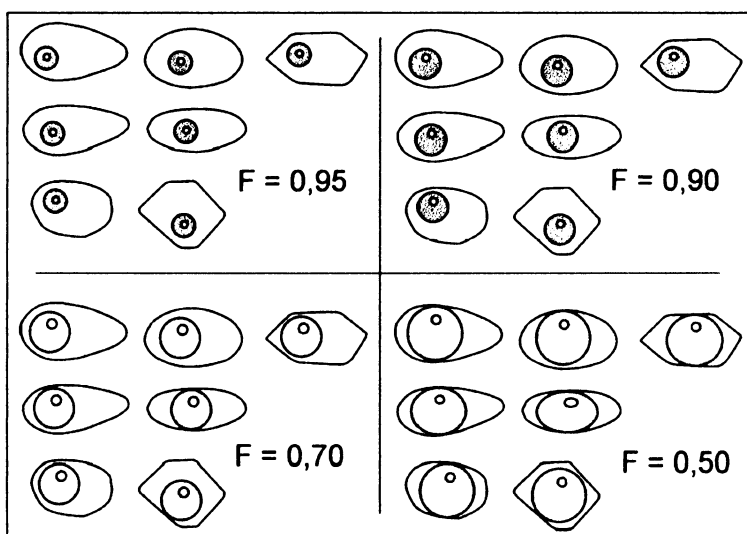 F = 0,95
F = 0,90
F = 0,70
F = 0,50